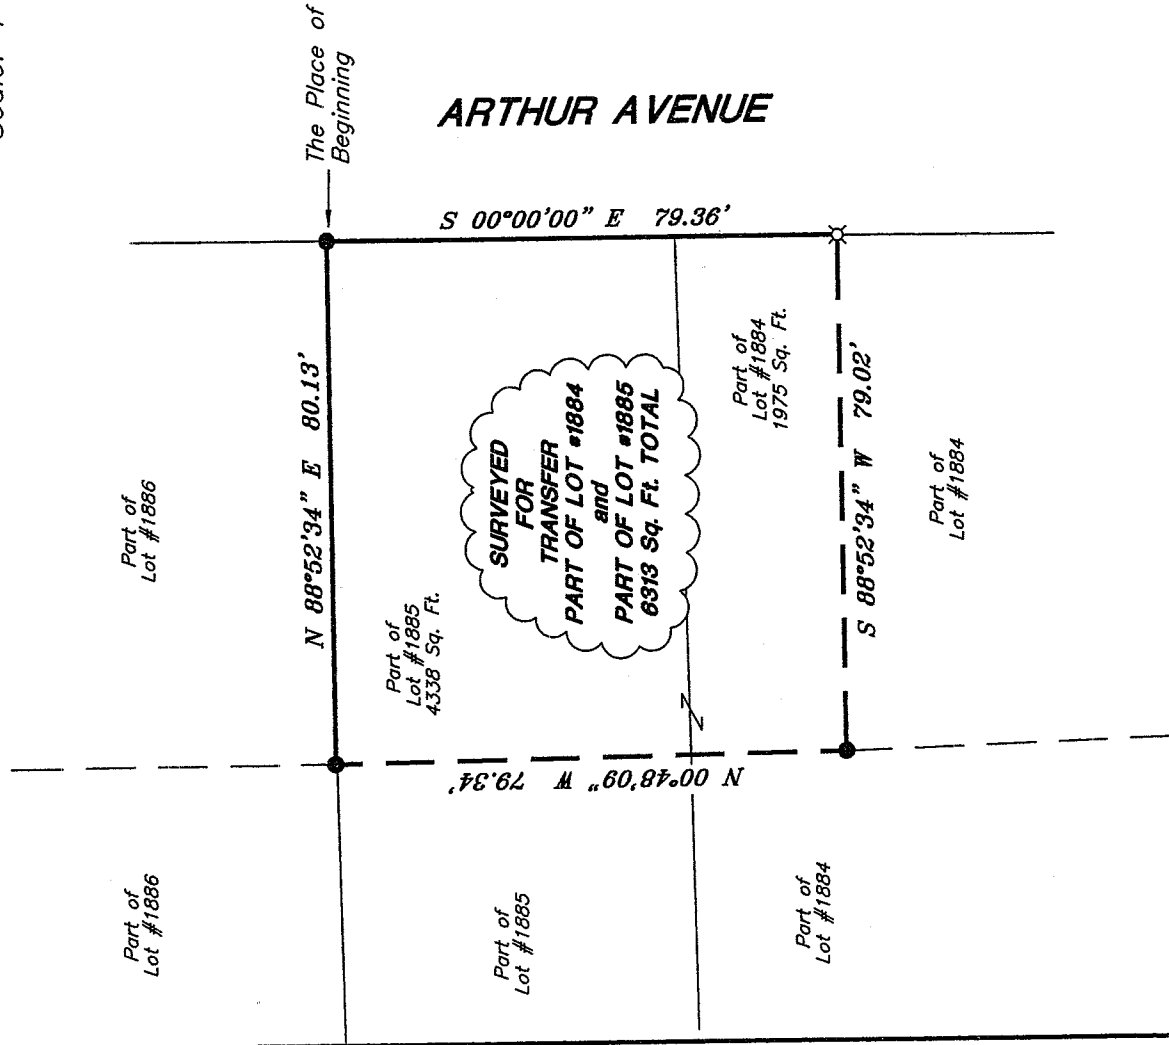 The Place of
Beginning
ARTHUR AVENUE
S 00°00'00" E 79.36'
N 88°52'34" E 80.13'
Part of
Lot #1886
Part of
Lot #1885
4338 Sq. Ft.
SURVEYED
FOR
TRANSFER
PART OF LOT #1884
and
PART OF LOT #1885
6313 Sq. Ft. TOTAL
Part of
Lot #1884
1975 Sq. Ft.
S 88°52'34" W 79.02'
Part of
Lot #1884
N 00°48'09" W 79.34'
Part of
Lot #1886
Part of
Lot #1885
Part of
Lot #1884